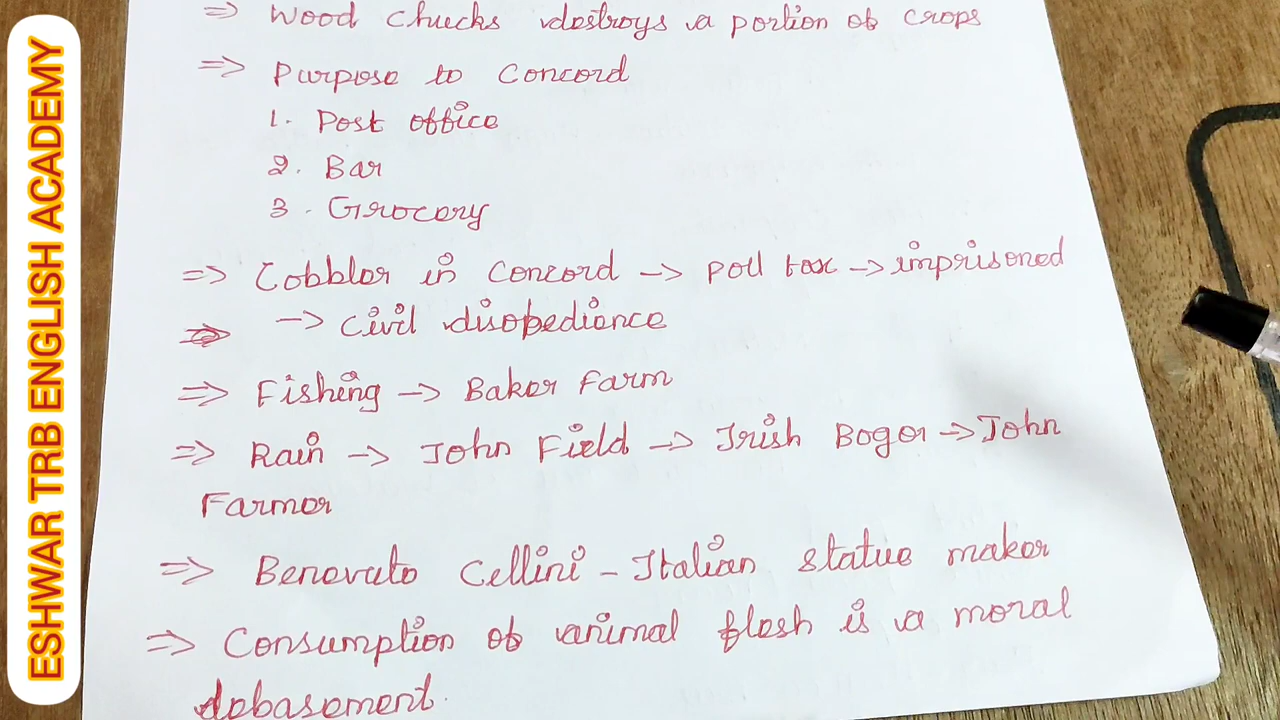 ESHWAR TRB ENGLISH ACADEMY
⇒ Wood chucks destroys a portion of crops
⇒ Purpose to Concord
1. Post office
2. Bar
3. Grocery
⇒ Cobbler in Concord → poll tax → imprisoned
→ Civil disobedience
⇒ Fishing → Baker Farm
⇒ Rain → John Field → Irish Boger → John
Farmer
⇒ Benevuto Cellini - Italian statue maker
⇒ Consumption of animal flesh is a moral
debasement.